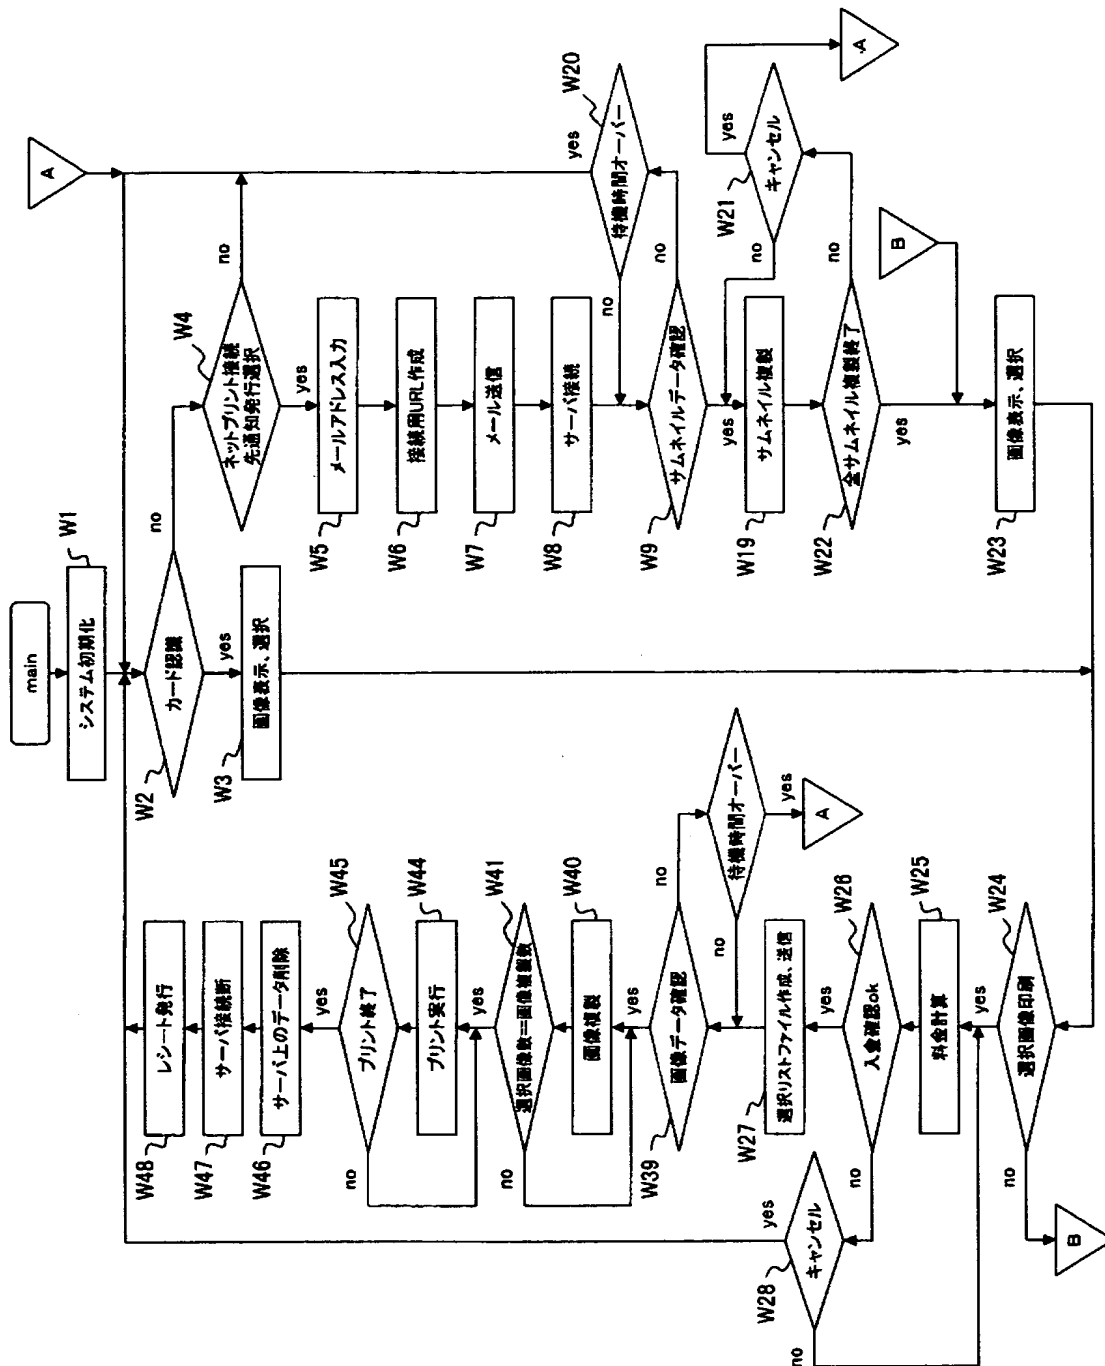 main
システム初期化
W1
カード認識
W2
no
yes
画像表示、選択
W3
A
ネットプリント接続
先通知発行選択
W4
no
yes
メールアドレス入力
W5
接続用URL作成
W6
メール送信
W7
サーバ接続
W8
サムネイルデータ確認
W9
no
yes
待機時間オーバー
W20
yes
no
サムネイル複製
W19
全サムネイル複製終了
W22
no
yes
キャンセル
W21
yes
no
A
B
画像表示、選択
W23
選択画像印刷
W24
yes
no
B
料金計算
W25
入金確認ok
W26
yes
no
キャンセル
W28
yes
no
選択リストファイル作成、送信
W27
画像データ確認
W39
no
yes
待機時間オーバー
no
yes
A
画像複製
W40
選択画像数=画像複製数
W41
no
yes
プリント実行
W44
プリント終了
W45
no
yes
サーバ上のデータ削除
W46
サーバ接続断
W47
レシート発行
W48